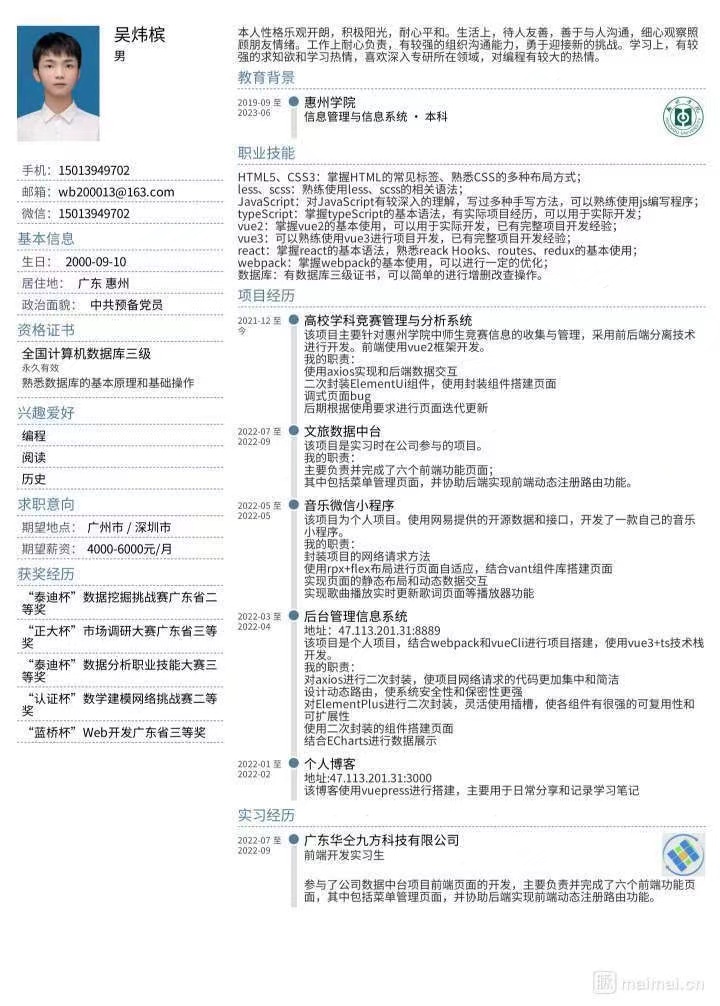 吴炜槟
男
手机：15013949702
邮箱：wb200013@163.com
微信：15013949702
基本信息
生日： 2000-09-10
居住地： 广东 惠州
政治面貌： 中共预备党员
资格证书
全国计算机数据库三级
永久有效
熟悉数据库的基本原理和基础操作
兴趣爱好
编程
阅读
历史
求职意向
期望地点： 广州市 / 深圳市
期望薪资： 4000-6000元/月
获奖经历
“泰迪杯”数据挖掘挑战赛广东省二
等奖
“正大杯”市场调研大赛广东省三等
奖
“泰迪杯”数据分析职业技能大赛三
等奖
“认证杯”数学建模网络挑战赛二等
奖
“蓝桥杯”Web开发广东省三等奖
本人性格乐观开朗，积极阳光，耐心平和。生活上，待人友善，善于与人沟通，细心观察照
顾朋友情绪。工作上耐心负责，有较强的组织沟通能力，勇于迎接新的挑战。学习上，有较
强的求知欲和学习热情，喜欢深入专研所在领域，对编程有较大的热情。
教育背景
2019-09 至
2023-06
惠州学院
信息管理与信息系统 • 本科
职业技能
HTML5、CSS3：掌握HTML的常见标签、熟悉CSS的多种布局方式；
less、scss：熟练使用less、scss的相关语法；
JavaScript：对JavaScript有较深入的理解，写过多种手写方法，可以熟练使用js编写程序；
typeScript：掌握typeScript的基本语法，有实际项目经历，可以用于实际开发；
vue2：掌握vue2的基本使用，可以用于实际开发，已有完整项目开发经验；
vue3：可以熟练使用vue3进行项目开发，已有完整项目开发经验；
react：掌握react的基本语法，熟悉reack Hooks、routes、redux的基本使用；
webpack：掌握webpack的基本使用，可以进行一定的优化；
数据库：有数据库三级证书，可以简单的进行增删改查操作。
项目经历
2021-12 至
今
高校学科竞赛管理与分析系统
该项目主要针对惠州学院中师生竞赛信息的收集与管理，采用前后端分离技术
进行开发。前端使用vue2框架开发。
我的职责：
使用axios实现和后端数据交互
二次封装ElementUi组件，使用封装组件搭建页面
调式页面bug
后期根据使用要求进行页面迭代更新
2022-07 至
2022-09
文旅数据中台
该项目是实习时在公司参与的项目。
我的职责：
主要负责并完成了六个前端功能页面；
其中包括菜单管理页面，并协助后端实现前端动态注册路由功能。
2022-05 至
2022-05
音乐微信小程序
该项目为个人项目。使用网易提供的开源数据和接口，开发了一款自己的音乐
小程序。
我的职责：
封装项目的网络请求方法
使用rpx+flex布局进行页面自适应，结合vant组件库搭建页面
实现页面的静态布局和动态数据交互
实现歌曲播放实时更新歌词页面等播放器功能
2022-03 至
2022-04
后台管理信息系统
地址：47.113.201.31:8889
该项目是个人项目，结合webpack和vueCli进行项目搭建，使用vue3+ts技术栈
开发。
我的职责：
对axios进行二次封装，使项目网络请求的代码更加集中和简洁
设计动态路由，使系统安全性和保密性更强
对ElementPlus进行二次封装，灵活使用插槽，使各组件有很强的可复用性和
可扩展性
使用二次封装的组件搭建页面
结合ECharts进行数据展示
2022-01 至
2022-02
个人博客
地址:47.113.201.31:3000
该博客使用vuepress进行搭建，主要用于日常分享和记录学习笔记
实习经历
2022-07 至
2022-09
广东华仝九方科技有限公司
前端开发实习生
参与了公司数据中台项目前端页面的开发，主要负责并完成了六个前端功能页
面，其中包括菜单管理页面，并协助后端实现前端动态注册路由功能。
脉 maimai.cn